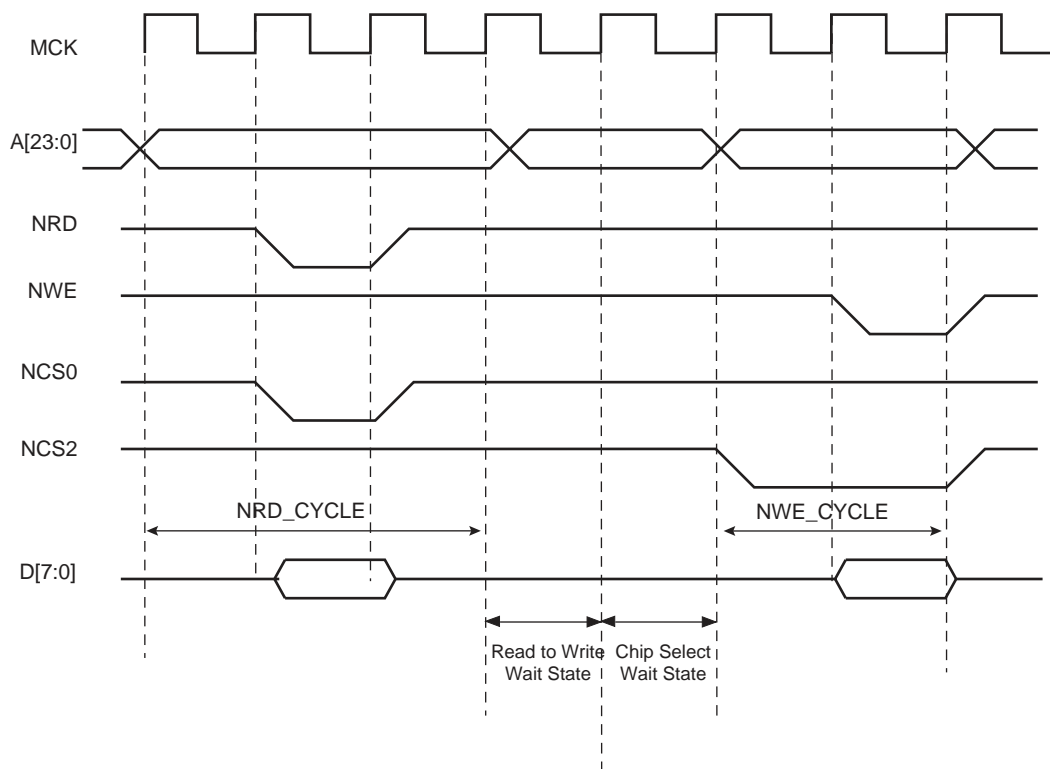 MCK
A[23:0]
NRD
NWE
NCS0
NCS2
NRD_CYCLE
NWE_CYCLE
D[7:0]
Read to Write
Wait State
Chip Select
Wait State